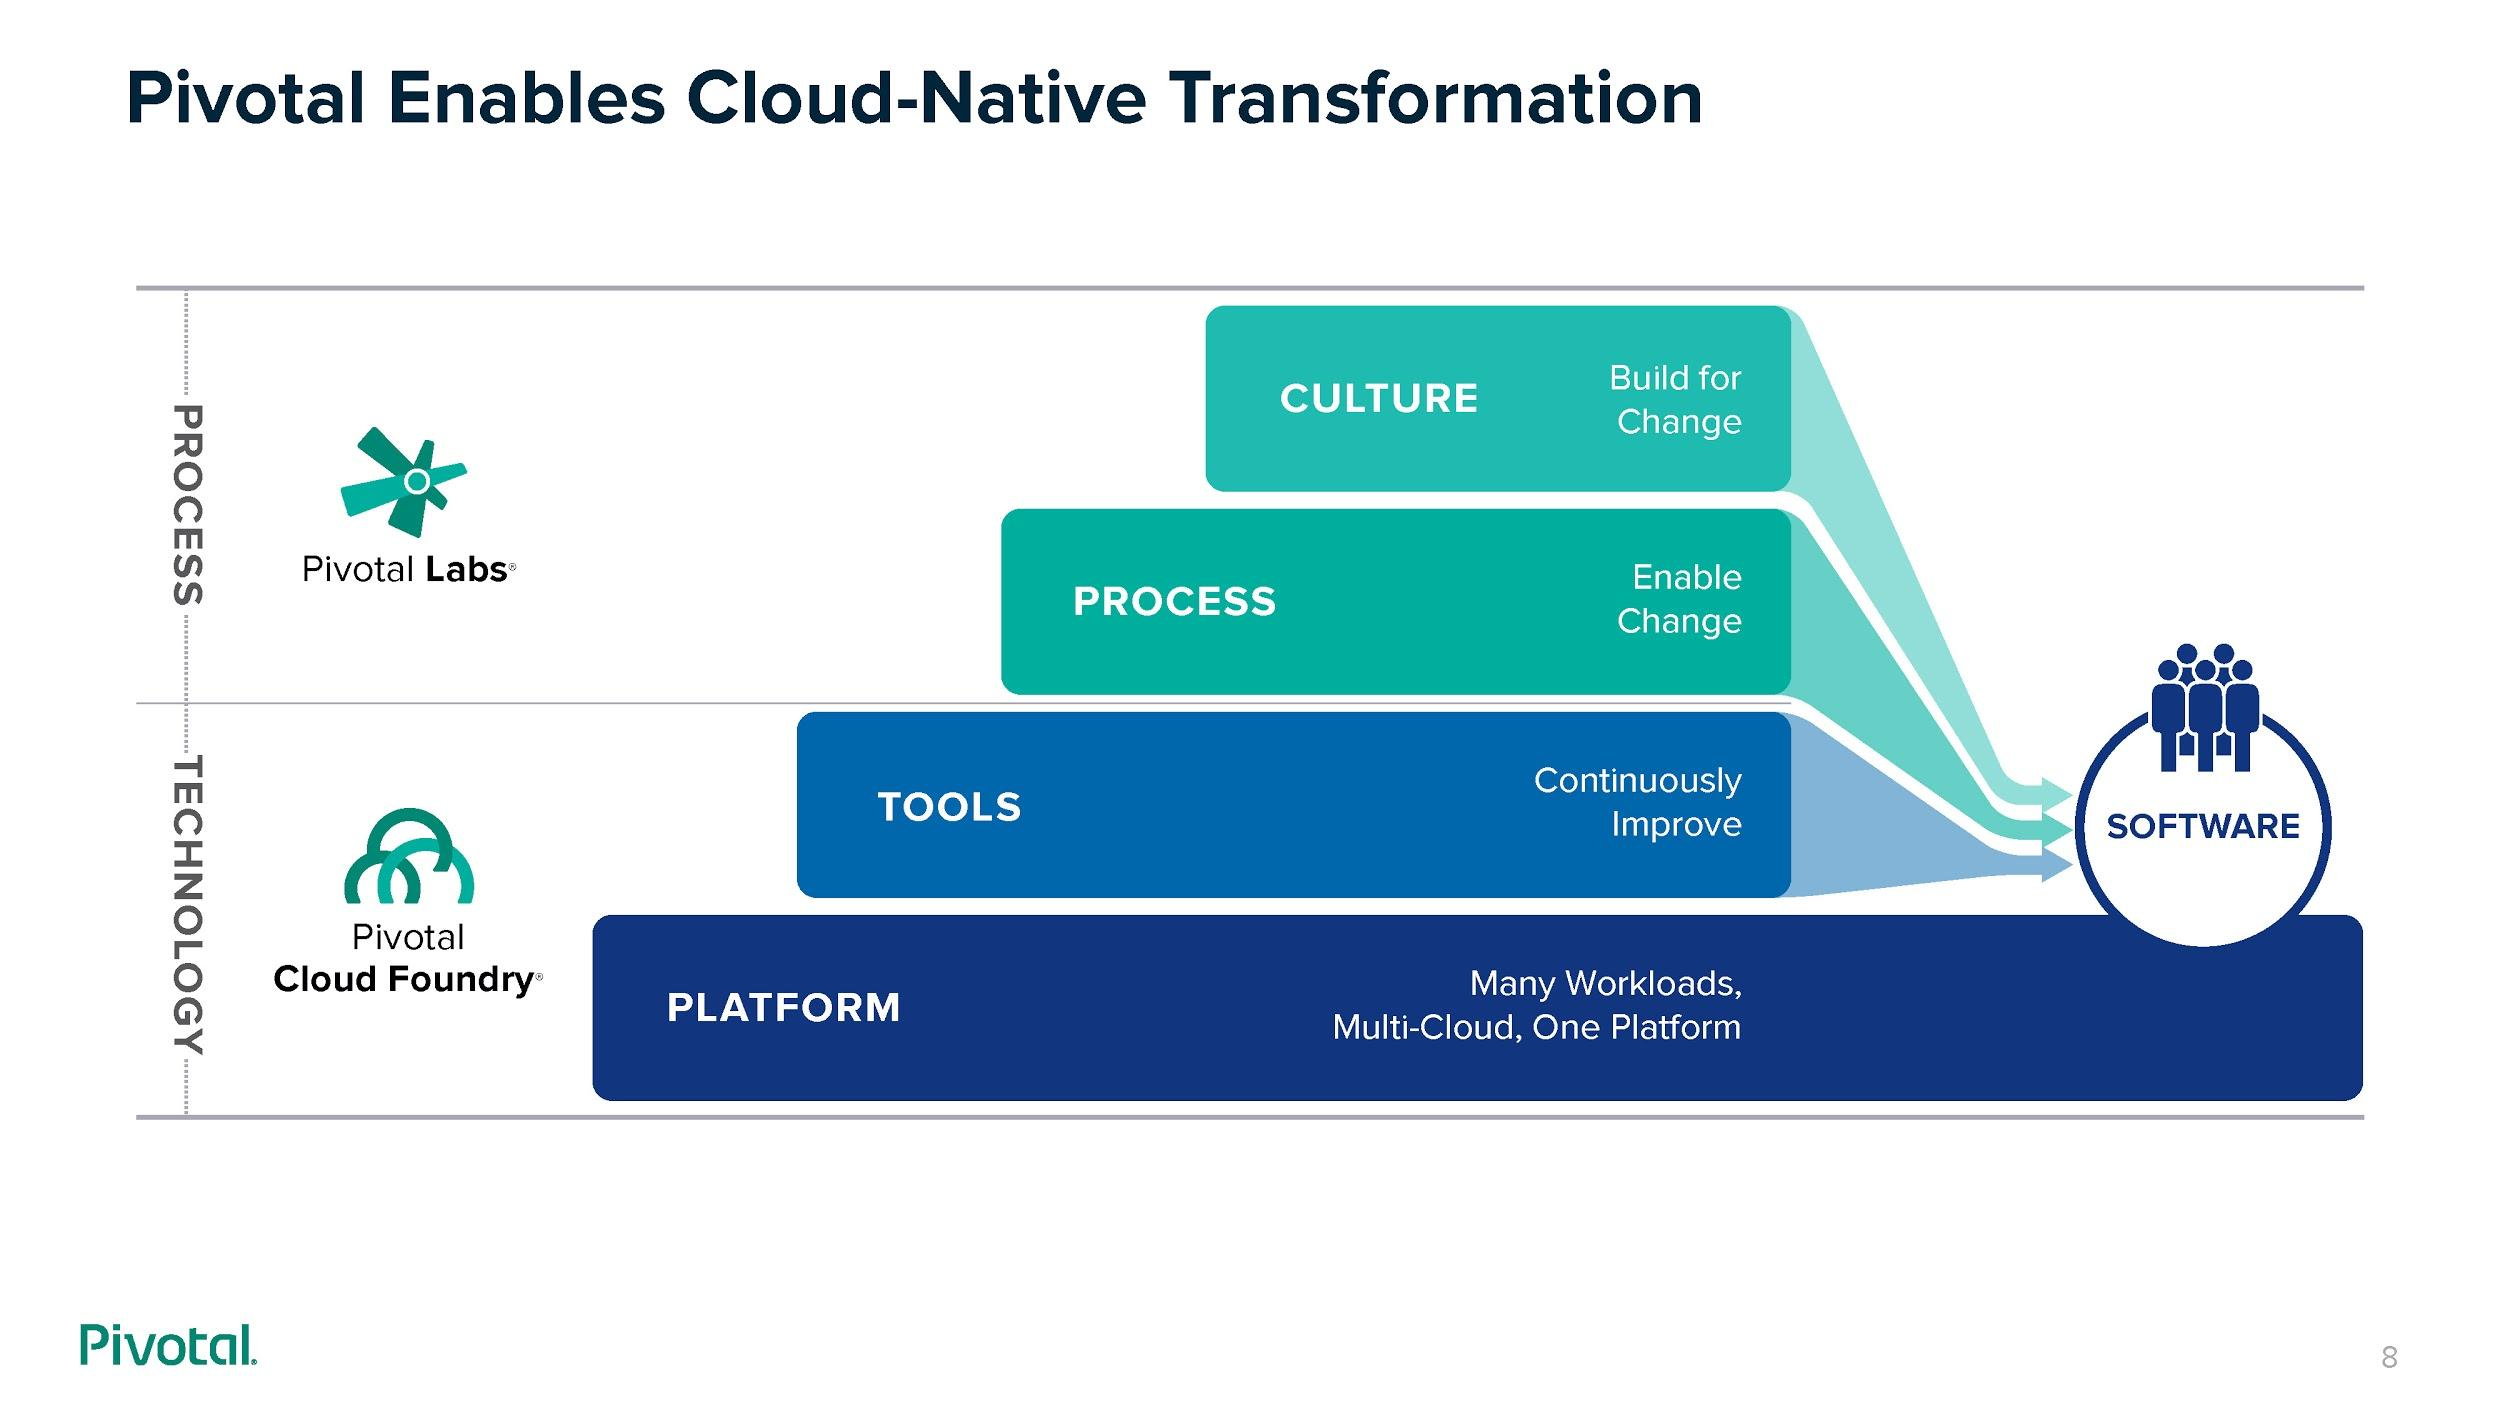 Pivotal Enables Cloud-Native Transformation
PROCESS
Pivotal Labs®
CULTURE
Build for
Change
PROCESS
Enable
Change
TECHNOLOGY
Pivotal
Cloud Foundry®
TOOLS
Continuously
Improve
PLATFORM
Many Workloads,
Multi-Cloud, One Platform
SOFTWARE
Pivotal®
8